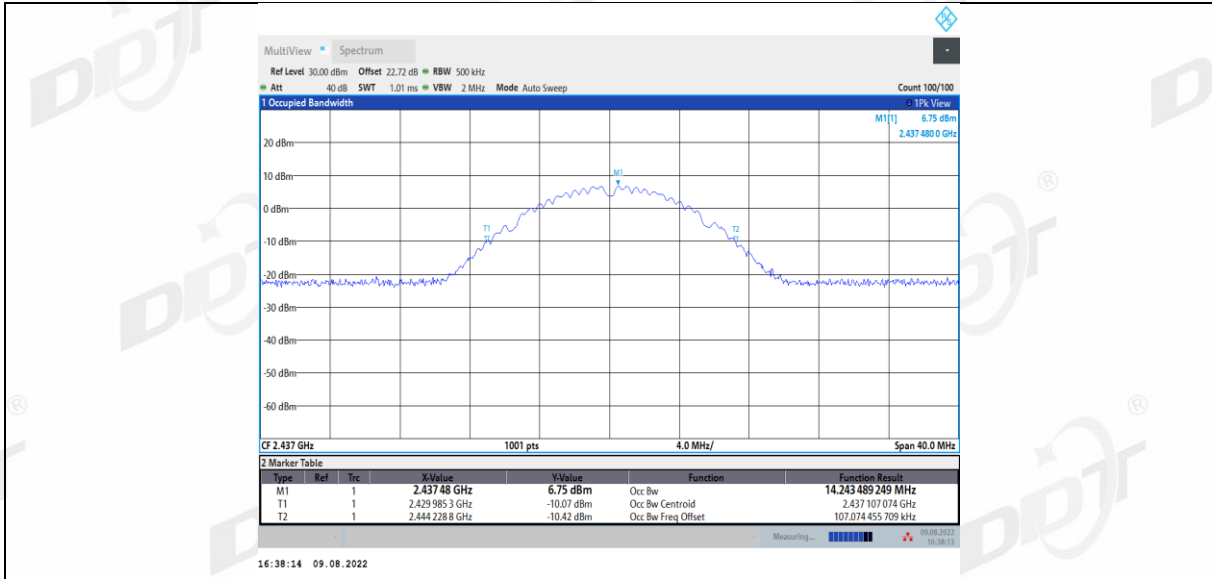 MultiView Spectrum
Ref Level 30.00 dBm Offset 22.72 dB RBW 500 kHz
Att 40 dB SWT 1.01 ms VBW 2 MHz Mode Auto Sweep Count 100/100
1 Occupied Bandwidth 1Pk View
M1[1] 6.75 dBm
2.437 480 0 GHz
20 dBm
10 dBm
M1
0 dBm
T1 T2
-10 dBm
-20 dBm
-30 dBm
-40 dBm
-50 dBm
-60 dBm
CF 2.437 GHz 1001 pts 4.0 MHz/ Span 40.0 MHz
2 Marker Table
Type Ref Trc X-Value Y-Value Function Function Result
M1 1 2.437 48 GHz 6.75 dBm Occ Bw 14.243 489 249 MHz
T1 1 2.429 985 3 GHz -10.07 dBm Occ Bw Centroid 2.437 107 074 GHz
T2 1 2.444 228 8 GHz -10.42 dBm Occ Bw Freq Offset 107.074 455 709 kHz
Measuring... 09.08.2022
16:38:13
16:38:14 09.08.2022